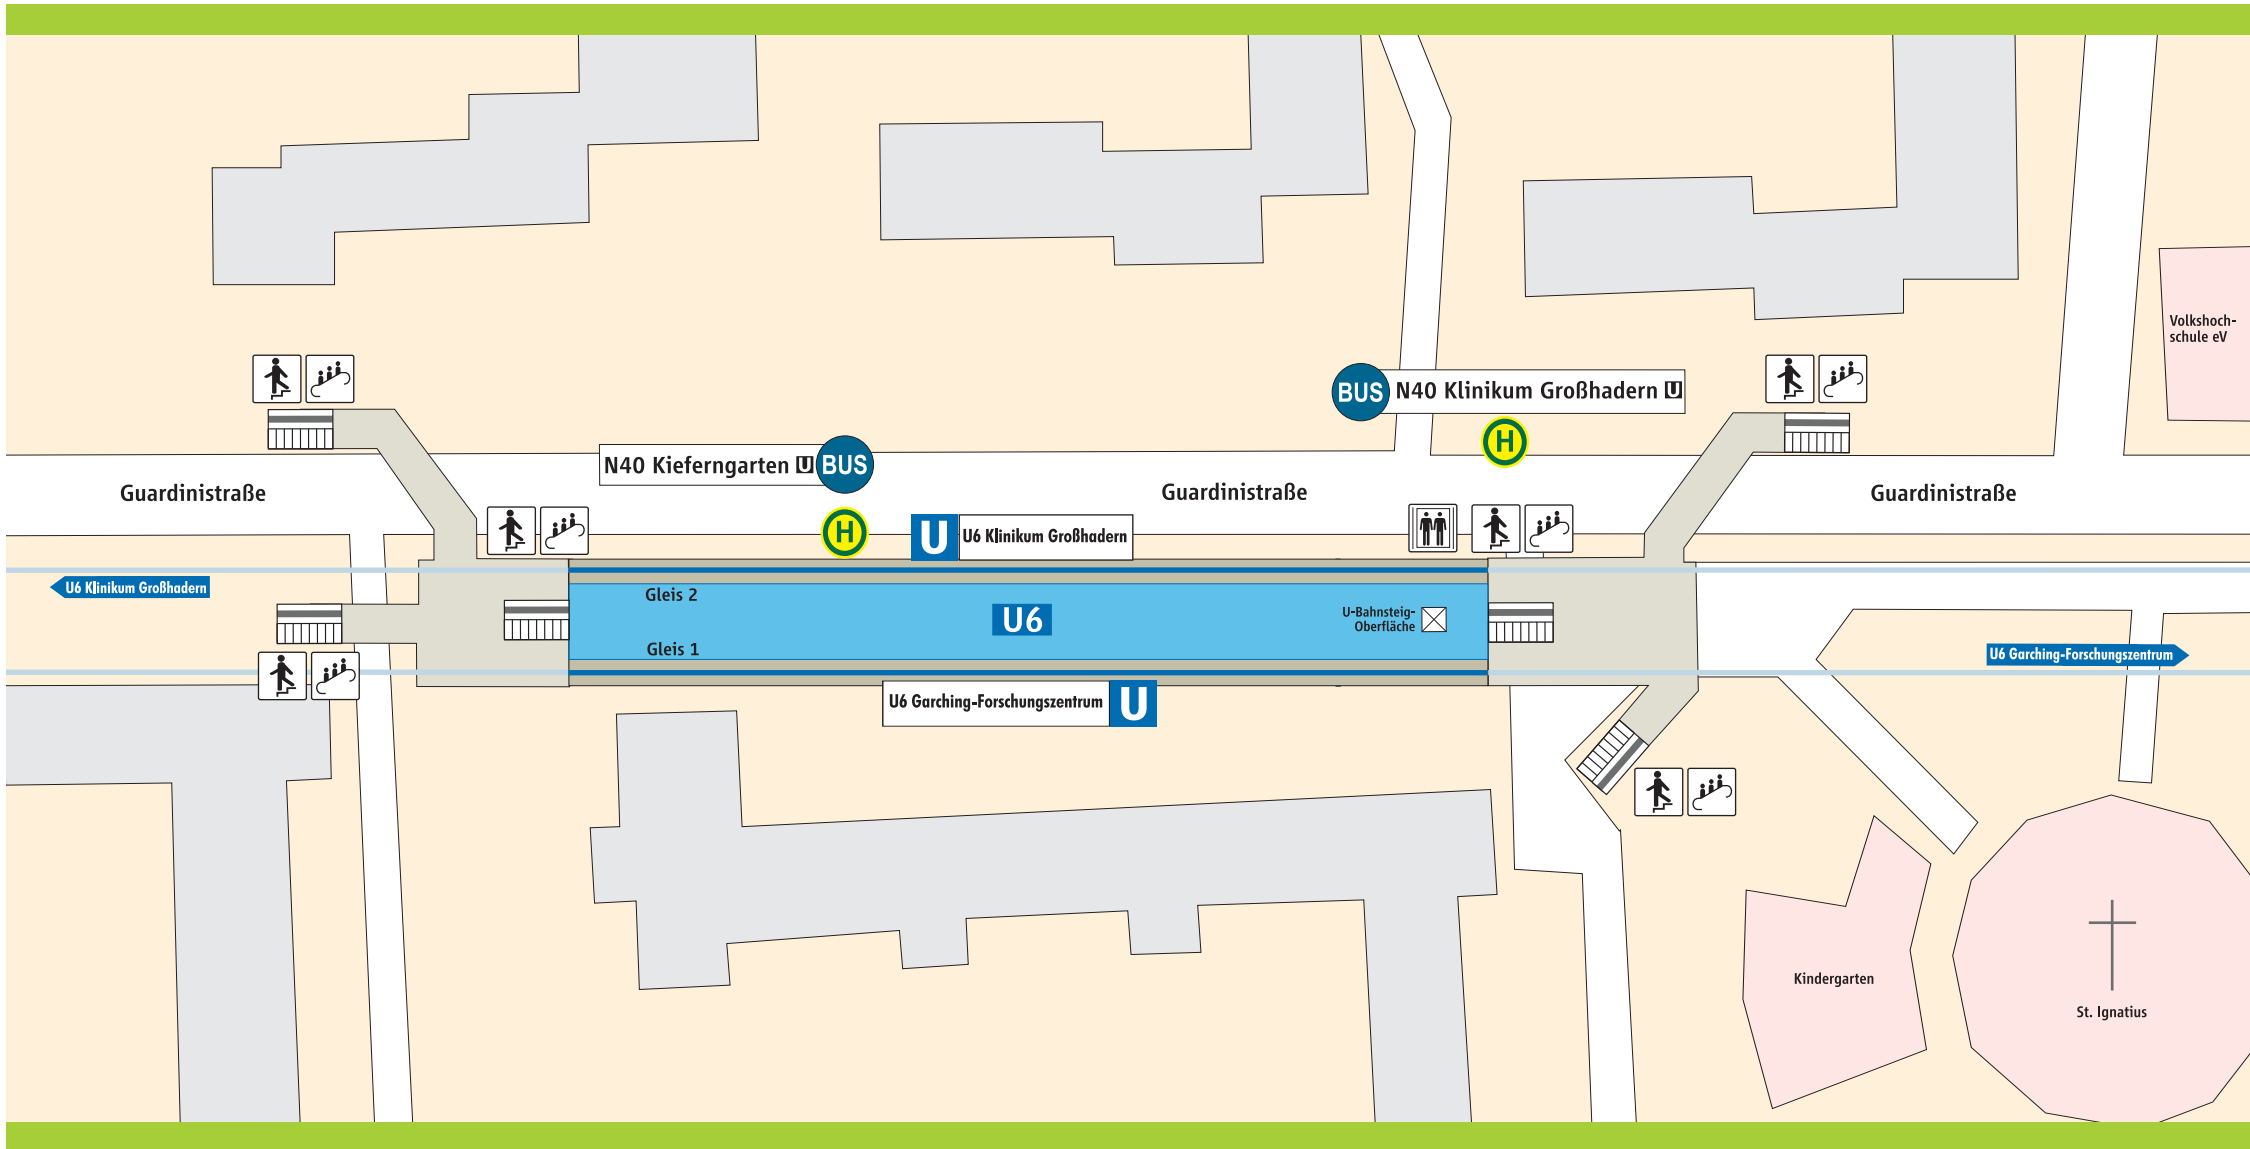 Volkshoch-
schule eV
BUS N40 Klinikum Großhadern U
H
N40 Kieferngarten U BUS
Guardinistraße
Guardinistraße
Guardinistraße
H
U U6 Klinikum Großhadern
U6 Klinikum Großhadern
Gleis 2
U6
U-Bahnsteig-
Oberfläche
Gleis 1
U6 Garching-Forschungszentrum
U6 Garching-Forschungszentrum U
Kindergarten
St. Ignatius